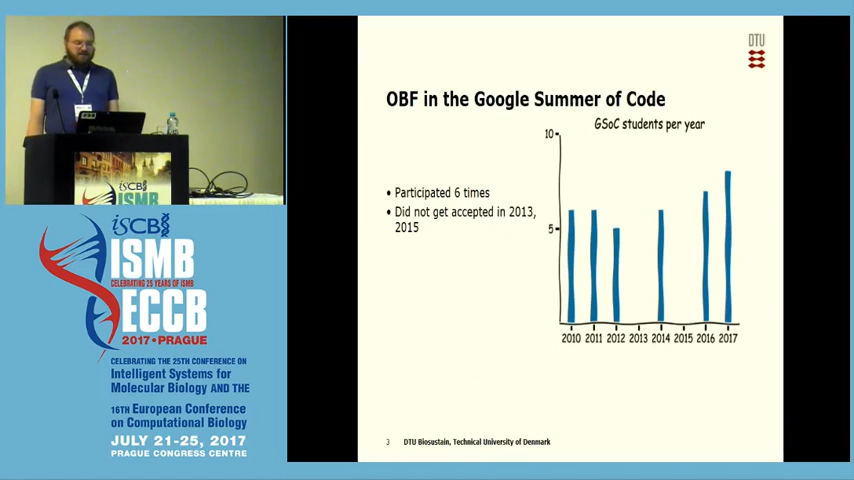 DTU
OBF in the Google Summer of Code
GSoC students per year
10
5
2010 2011 2012 2013 2014 2015 2016 2017
• Participated 6 times
• Did not get accepted in 2013,
2015
3 DTU Biosustain, Technical University of Denmark
iSCB
ISMB
iSCB
ISMB
CELEBRATING 25 YEARS OF ISMB
ECCB
2017 • PRAGUE
CELEBRATING THE 25TH CONFERENCE ON
Intelligent Systems for
Molecular Biology AND THE
16TH European Conference
on Computational Biology
JULY 21-25, 2017
PRAGUE CONGRESS CENTRE